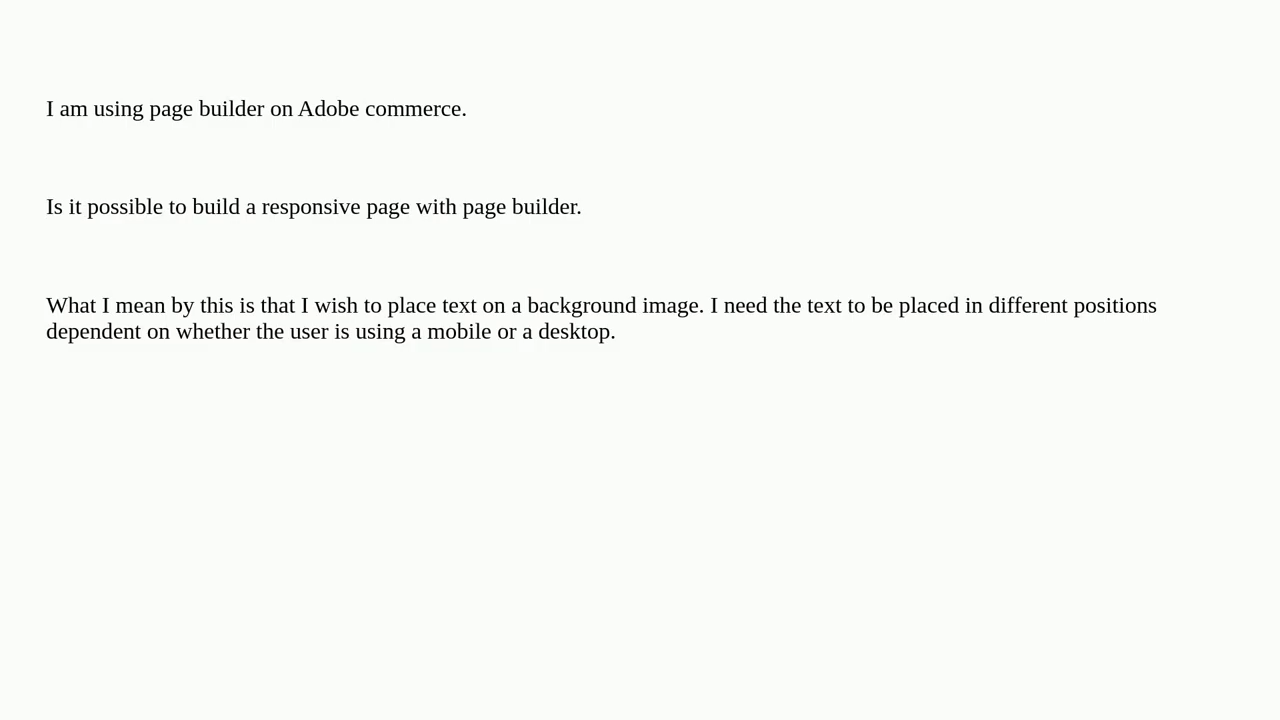 I am using page builder on Adobe commerce.
Is it possible to build a responsive page with page builder.
What I mean by this is that I wish to place text on a background image. I need the text to be placed in different positions
dependent on whether the user is using a mobile or a desktop.